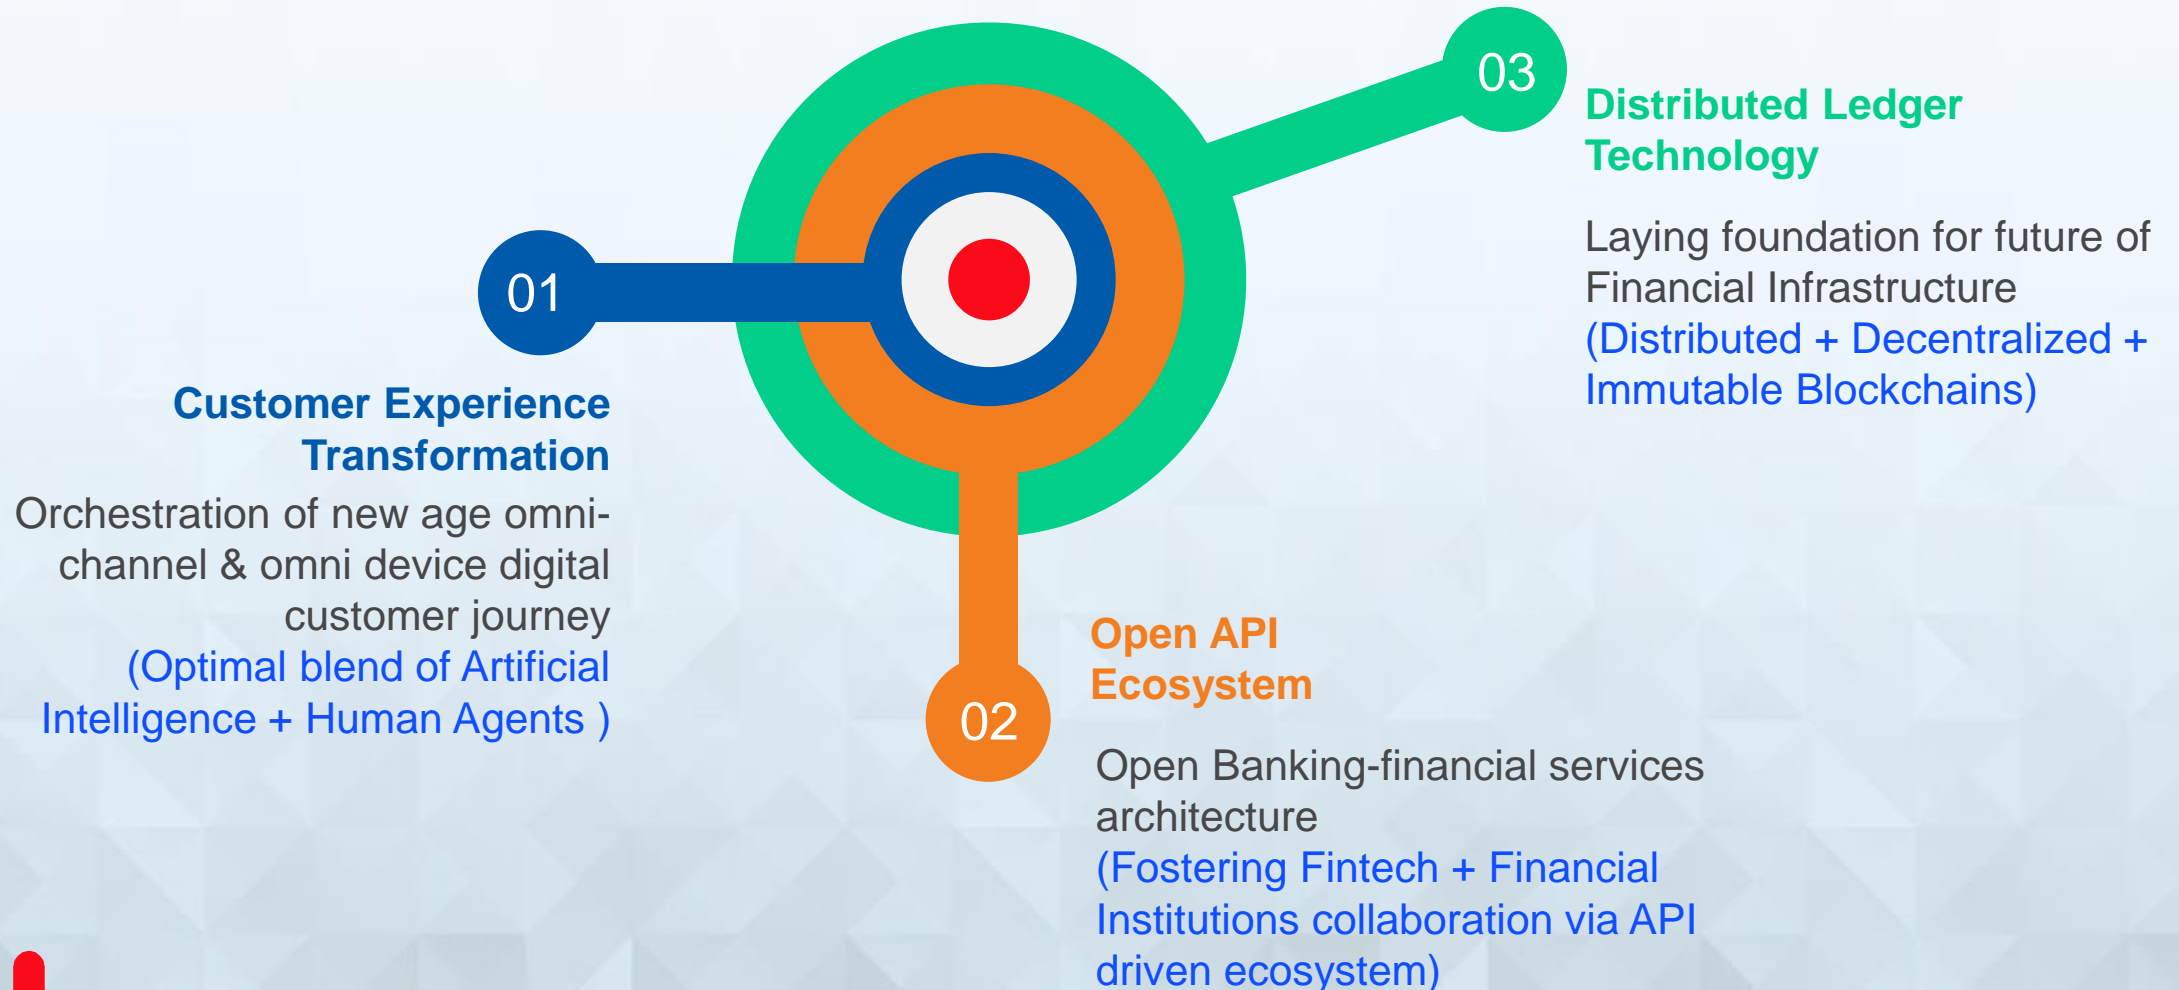 01
Customer Experience
Transformation
Orchestration of new age omni-
channel & omni device digital
customer journey
(Optimal blend of Artificial
Intelligence + Human Agents )
02
Open API
Ecosystem
Open Banking-financial services
architecture
(Fostering Fintech + Financial
Institutions collaboration via API
driven ecosystem)
03
Distributed Ledger
Technology
Laying foundation for future of
Financial Infrastructure
(Distributed + Decentralized +
Immutable Blockchains)